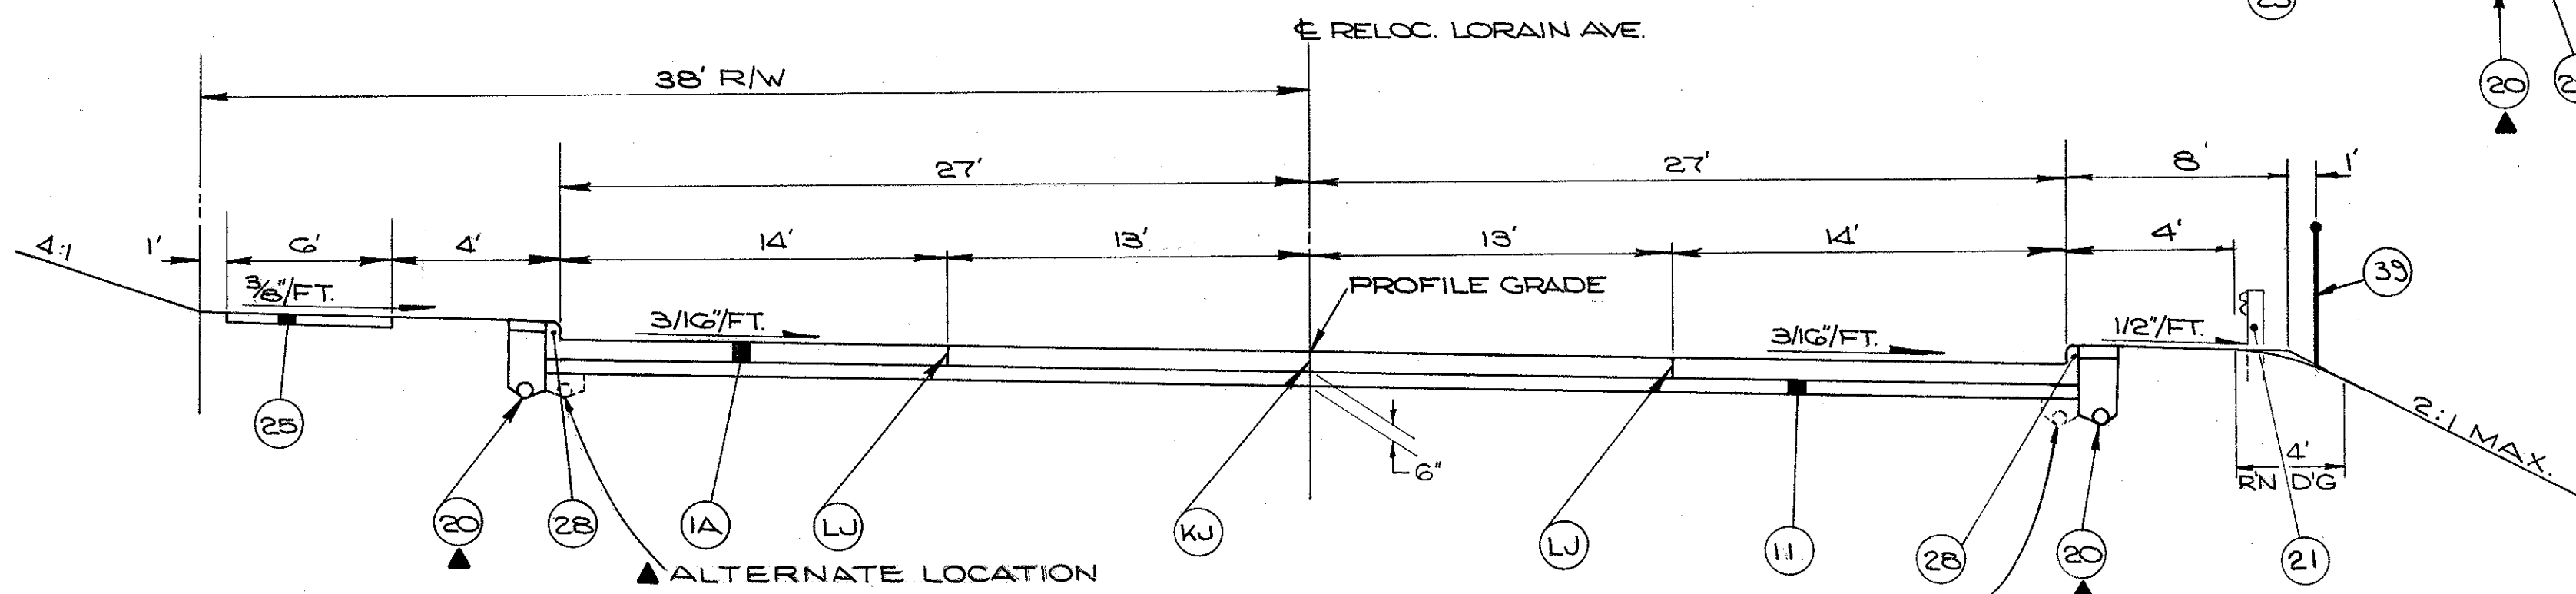 23
℄ RELOC. LORAIN AVE.
38' R/W
20
27'
27'
8'
1'
4:1
1'
6'
4'
14'
13'
13'
14'
4'
3/8"/FT.
PROFILE GRADE
39
3/16"/FT.
3/16"/FT.
1/2"/FT.
25
6"
2:1 MAX.
4'
R'N D'G
20
28
1A
LJ
KJ
LJ
11
28
20
21
▲ ALTERNATE LOCATION